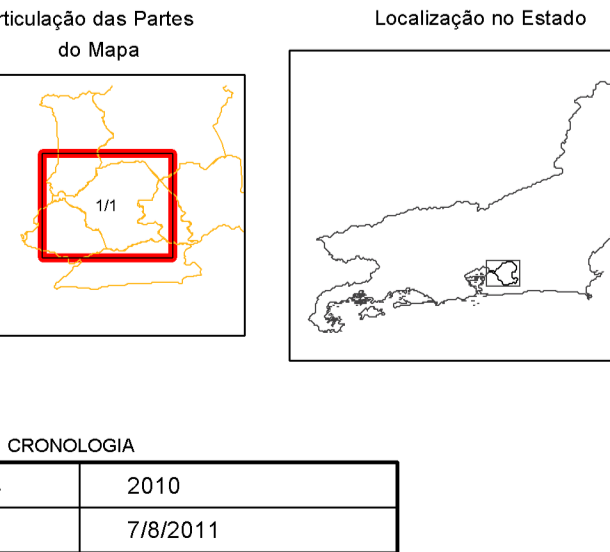 rticulação das Partes
do Mapa
Localização no Estado
1/1
CRONOLOGIA
2010
7/8/2011